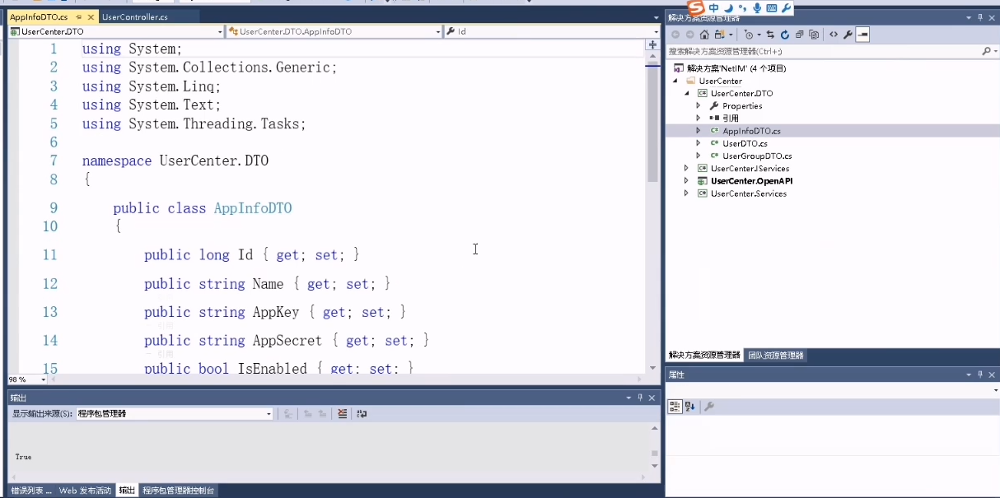 AppInfoDTO.cs
UserController.cs
UserCenter.DTO
UserCenter.DTO.AppInfoDTO
Id
1 using System;
2 using System.Collections.Generic;
3 using System.Linq;
4 using System.Text;
5 using System.Threading.Tasks;
6
7 namespace UserCenter.DTO
8 {
9 public class AppInfoDTO
10 {
11 public long Id { get; set; }
12 public string Name { get; set; }
13 public string AppKey { get; set; }
引用
14 public string AppSecret { get; set; }
引用
15 public bool IsEnabled { get; set; }
98 %
输出
显示输出来源(S): 程序包管理器
True
错误列表 ... Web 发布活动 输出 程序包管理器控制台
中
解决方案资源管理器
搜索解决方案资源管理器(Ctrl+;)
解决方案'NetIM' (4 个项目)
UserCenter
UserCenter.DTO
Properties
引用
AppInfoDTO.cs
UserDTO.cs
UserGroupDTO.cs
UserCenter.IServices
UserCenter.OpenAPI
UserCenter.Services
解决方案资源管理器 团队资源管理器
属性